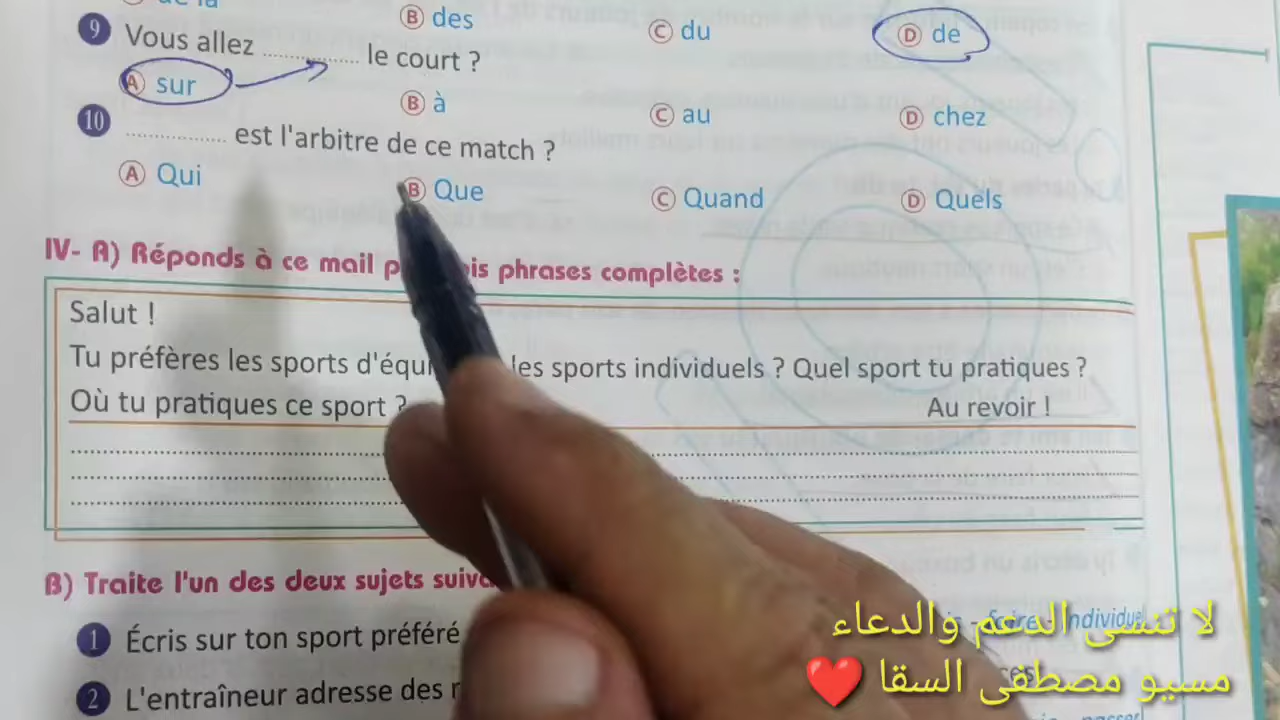 B des
C du
D de
9 Vous allez ............ le court ?
A sur
B à
C au
D chez
10 ............ est l'arbitre de ce match ?
A Qui
B Que
C Quand
D Quels
IV- A) Réponds à ce mail phrases complètes :
Salut !
Tu préfères les sports les sports individuels ? Quel sport tu pratiques ?
Où tu pratiques ce sport ?
Au revoir !
B) Traite l'un des deux sujets
1 Écris sur ton sport préféré
2 L'entraîneur adresse des
لا تنسى الدعم والدعاء
مسيو مصطفى السقا ❤️